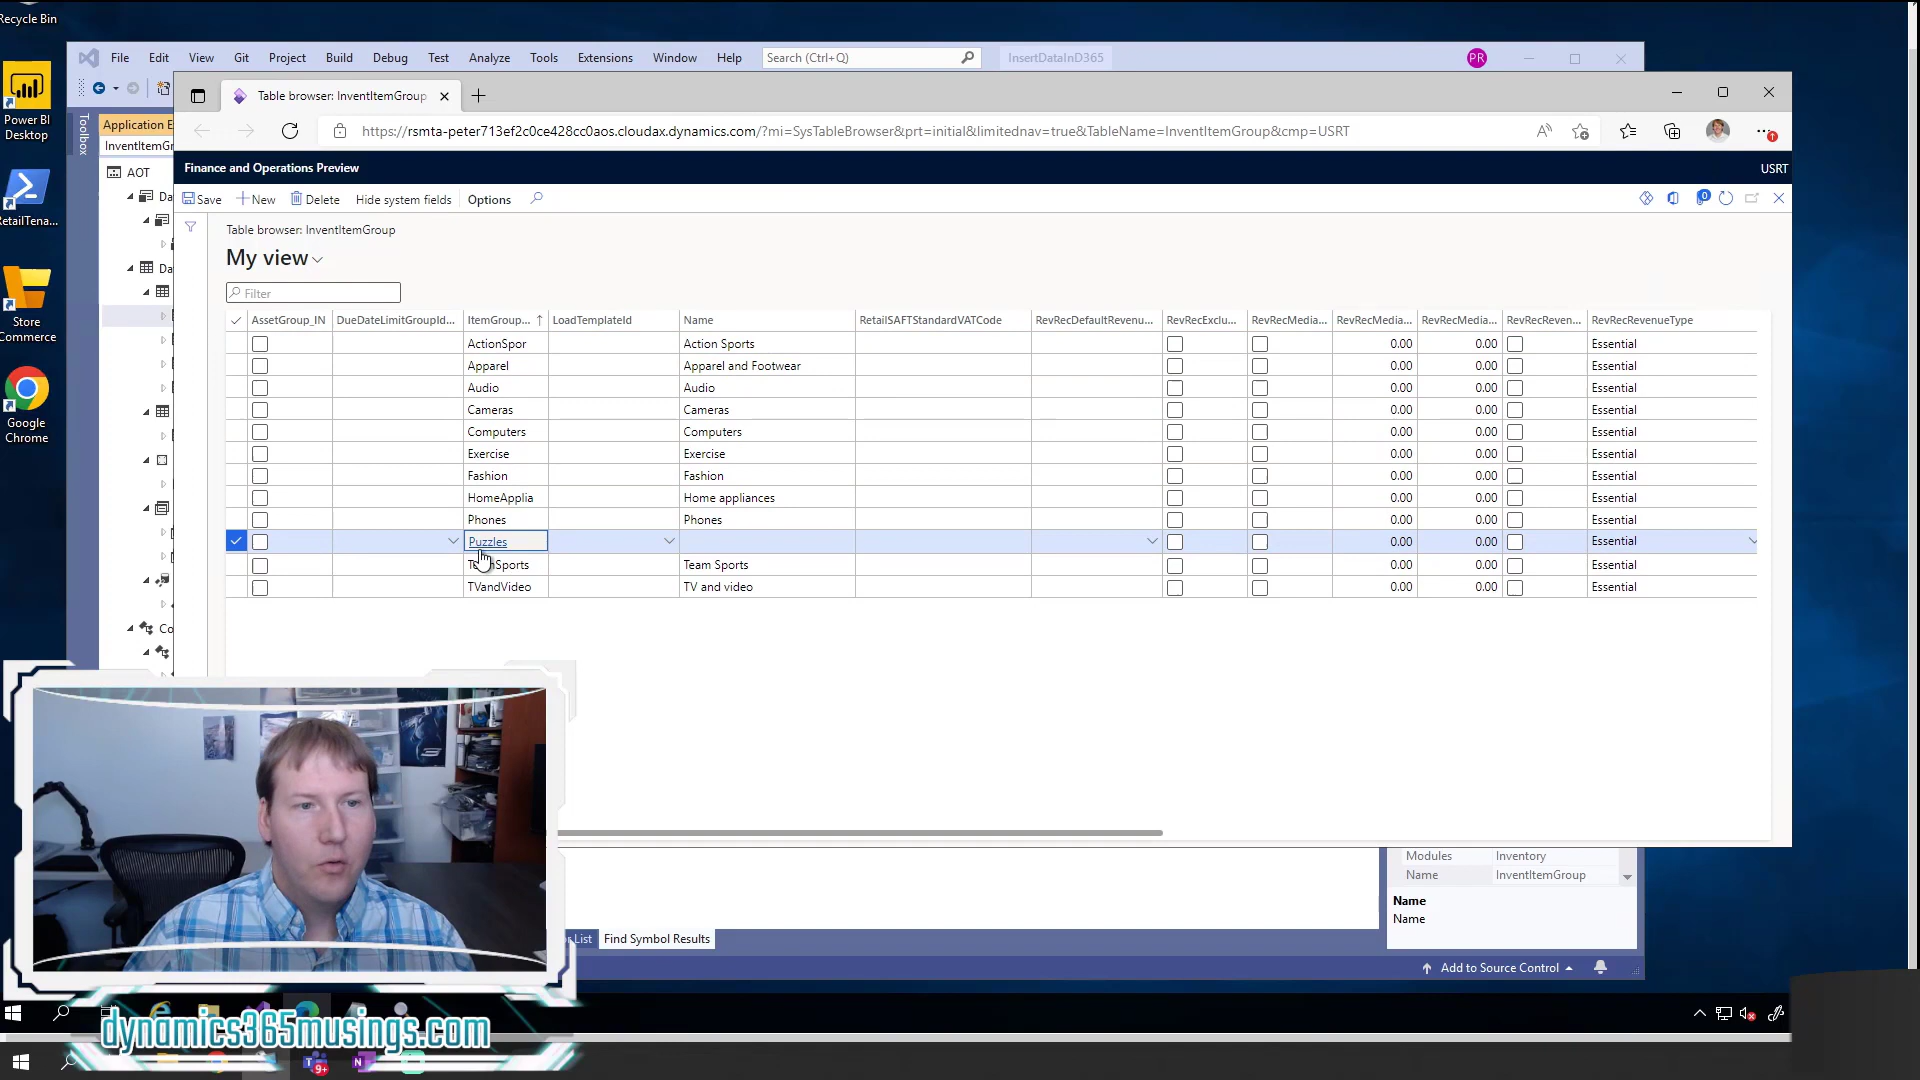 Recycle Bin
File Edit View Git Project Build Debug Test Analyze Tools Extensions Window Help Search (Ctrl+Q) InsertDataInD365 PR
Table browser: InventItemGroup
Power BI
Desktop
Toolbox
Application E
InventItemGr
https://rsmta-peter713ef2c0ce428cc0aos.cloudax.dynamics.com/?mi=SysTableBrowser&prt=initial&limitednav=true&TableName=InventItemGroup&cmp=USRT
AOT
Finance and Operations Preview USRT
Da
Save New Delete Hide system fields Options 0
RetailTena...
Table browser: InventItemGroup
My view
Da
Filter
AssetGroup_IN DueDateLimitGroupId... ItemGroup... LoadTemplateId Name RetailSAFTStandardVATCode RevRecDefaultRevenu... RevRecExclu... RevRecMedia... RevRecMedia... RevRecMedia... RevRecReven... RevRecRevenueType
Store
Commerce
ActionSpor Action Sports 0.00 0.00 Essential
Apparel Apparel and Footwear 0.00 0.00 Essential
Audio Audio 0.00 0.00 Essential
Cameras Cameras 0.00 0.00 Essential
Google
Chrome
Computers Computers 0.00 0.00 Essential
Exercise Exercise 0.00 0.00 Essential
Fashion Fashion 0.00 0.00 Essential
HomeApplia Home appliances 0.00 0.00 Essential
Phones Phones 0.00 0.00 Essential
Puzzles 0.00 0.00 Essential
Team Sports 0.00 0.00 Essential
TVandVideo TV and video 0.00 0.00 Essential
Co
Modules Inventory
Name InventItemGroup
Name
Name
List Find Symbol Results
Add to Source Control
dynamics365musings.com
9+